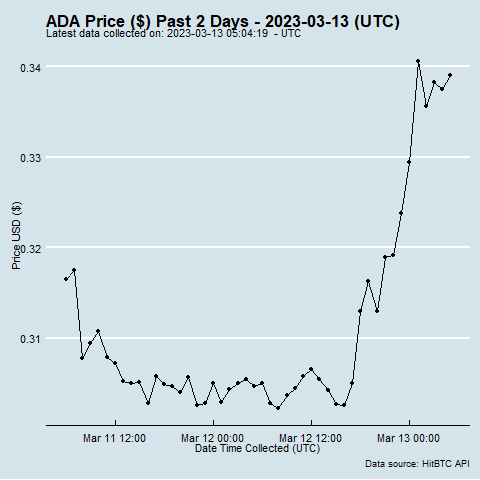 ADA Price ($) Past 2 Days - 2023-03-13 (UTC)
Latest data collected on: 2023-03-13 05:04:19 - UTC
0.34
0.33
0.32
0.31
Price USD ($)
Mar 11 12:00 Mar 12 00:00 Mar 12 12:00 Mar 13 00:00
Date Time Collected (UTC)
Data source: HitBTC API